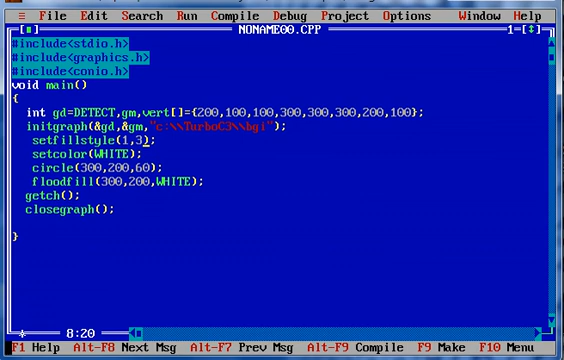 ≡ File Edit Search Run Compile Debug Project Options Window Help
NONAME00.CPP 1=[↕]
#include<stdio.h>
#include<graphics.h>
#include<conio.h>
void main()
{
int gd=DETECT,gm,vert[]={200,100,100,300,300,300,200,100};
initgraph(&gd,&gm,"c:\\TurboC3\\bgi");
setfillstyle(1,3);
setcolor(WHITE);
circle(300,200,60);
floodfill(300,200,WHITE);
getch();
closegraph();
}
8:20
F1 Help Alt-F8 Next Msg Alt-F7 Prev Msg Alt-F9 Compile F9 Make F10 Menu